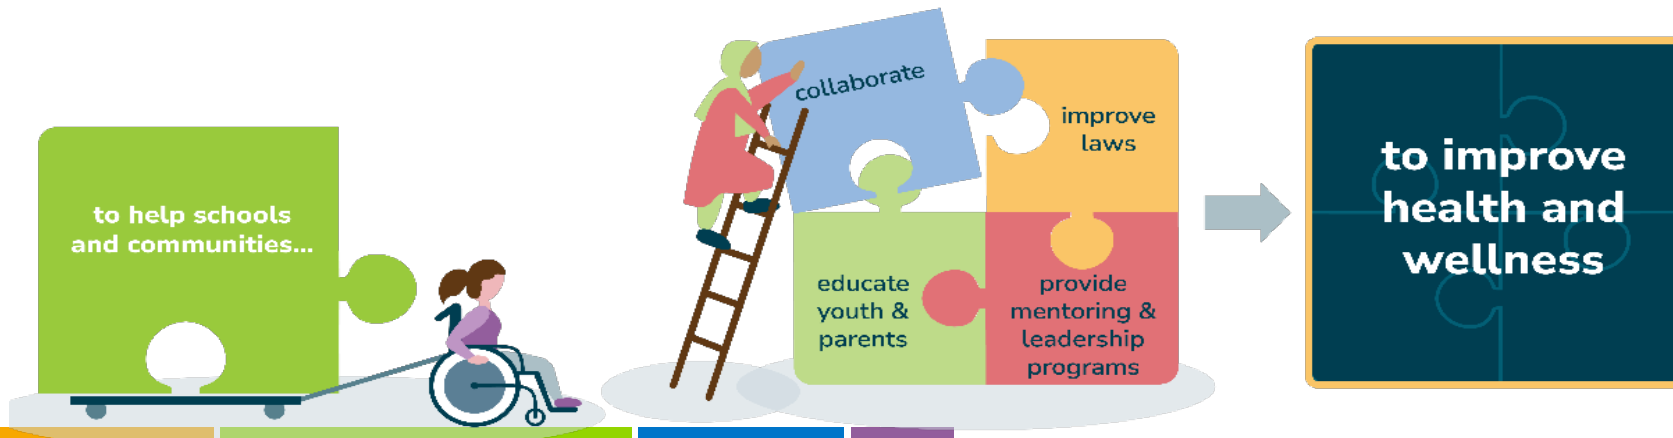 to help schools
and communities...
collaborate
improve
laws
educate
youth &
parents
provide
mentoring &
leadership
programs
to improve
health and
wellness